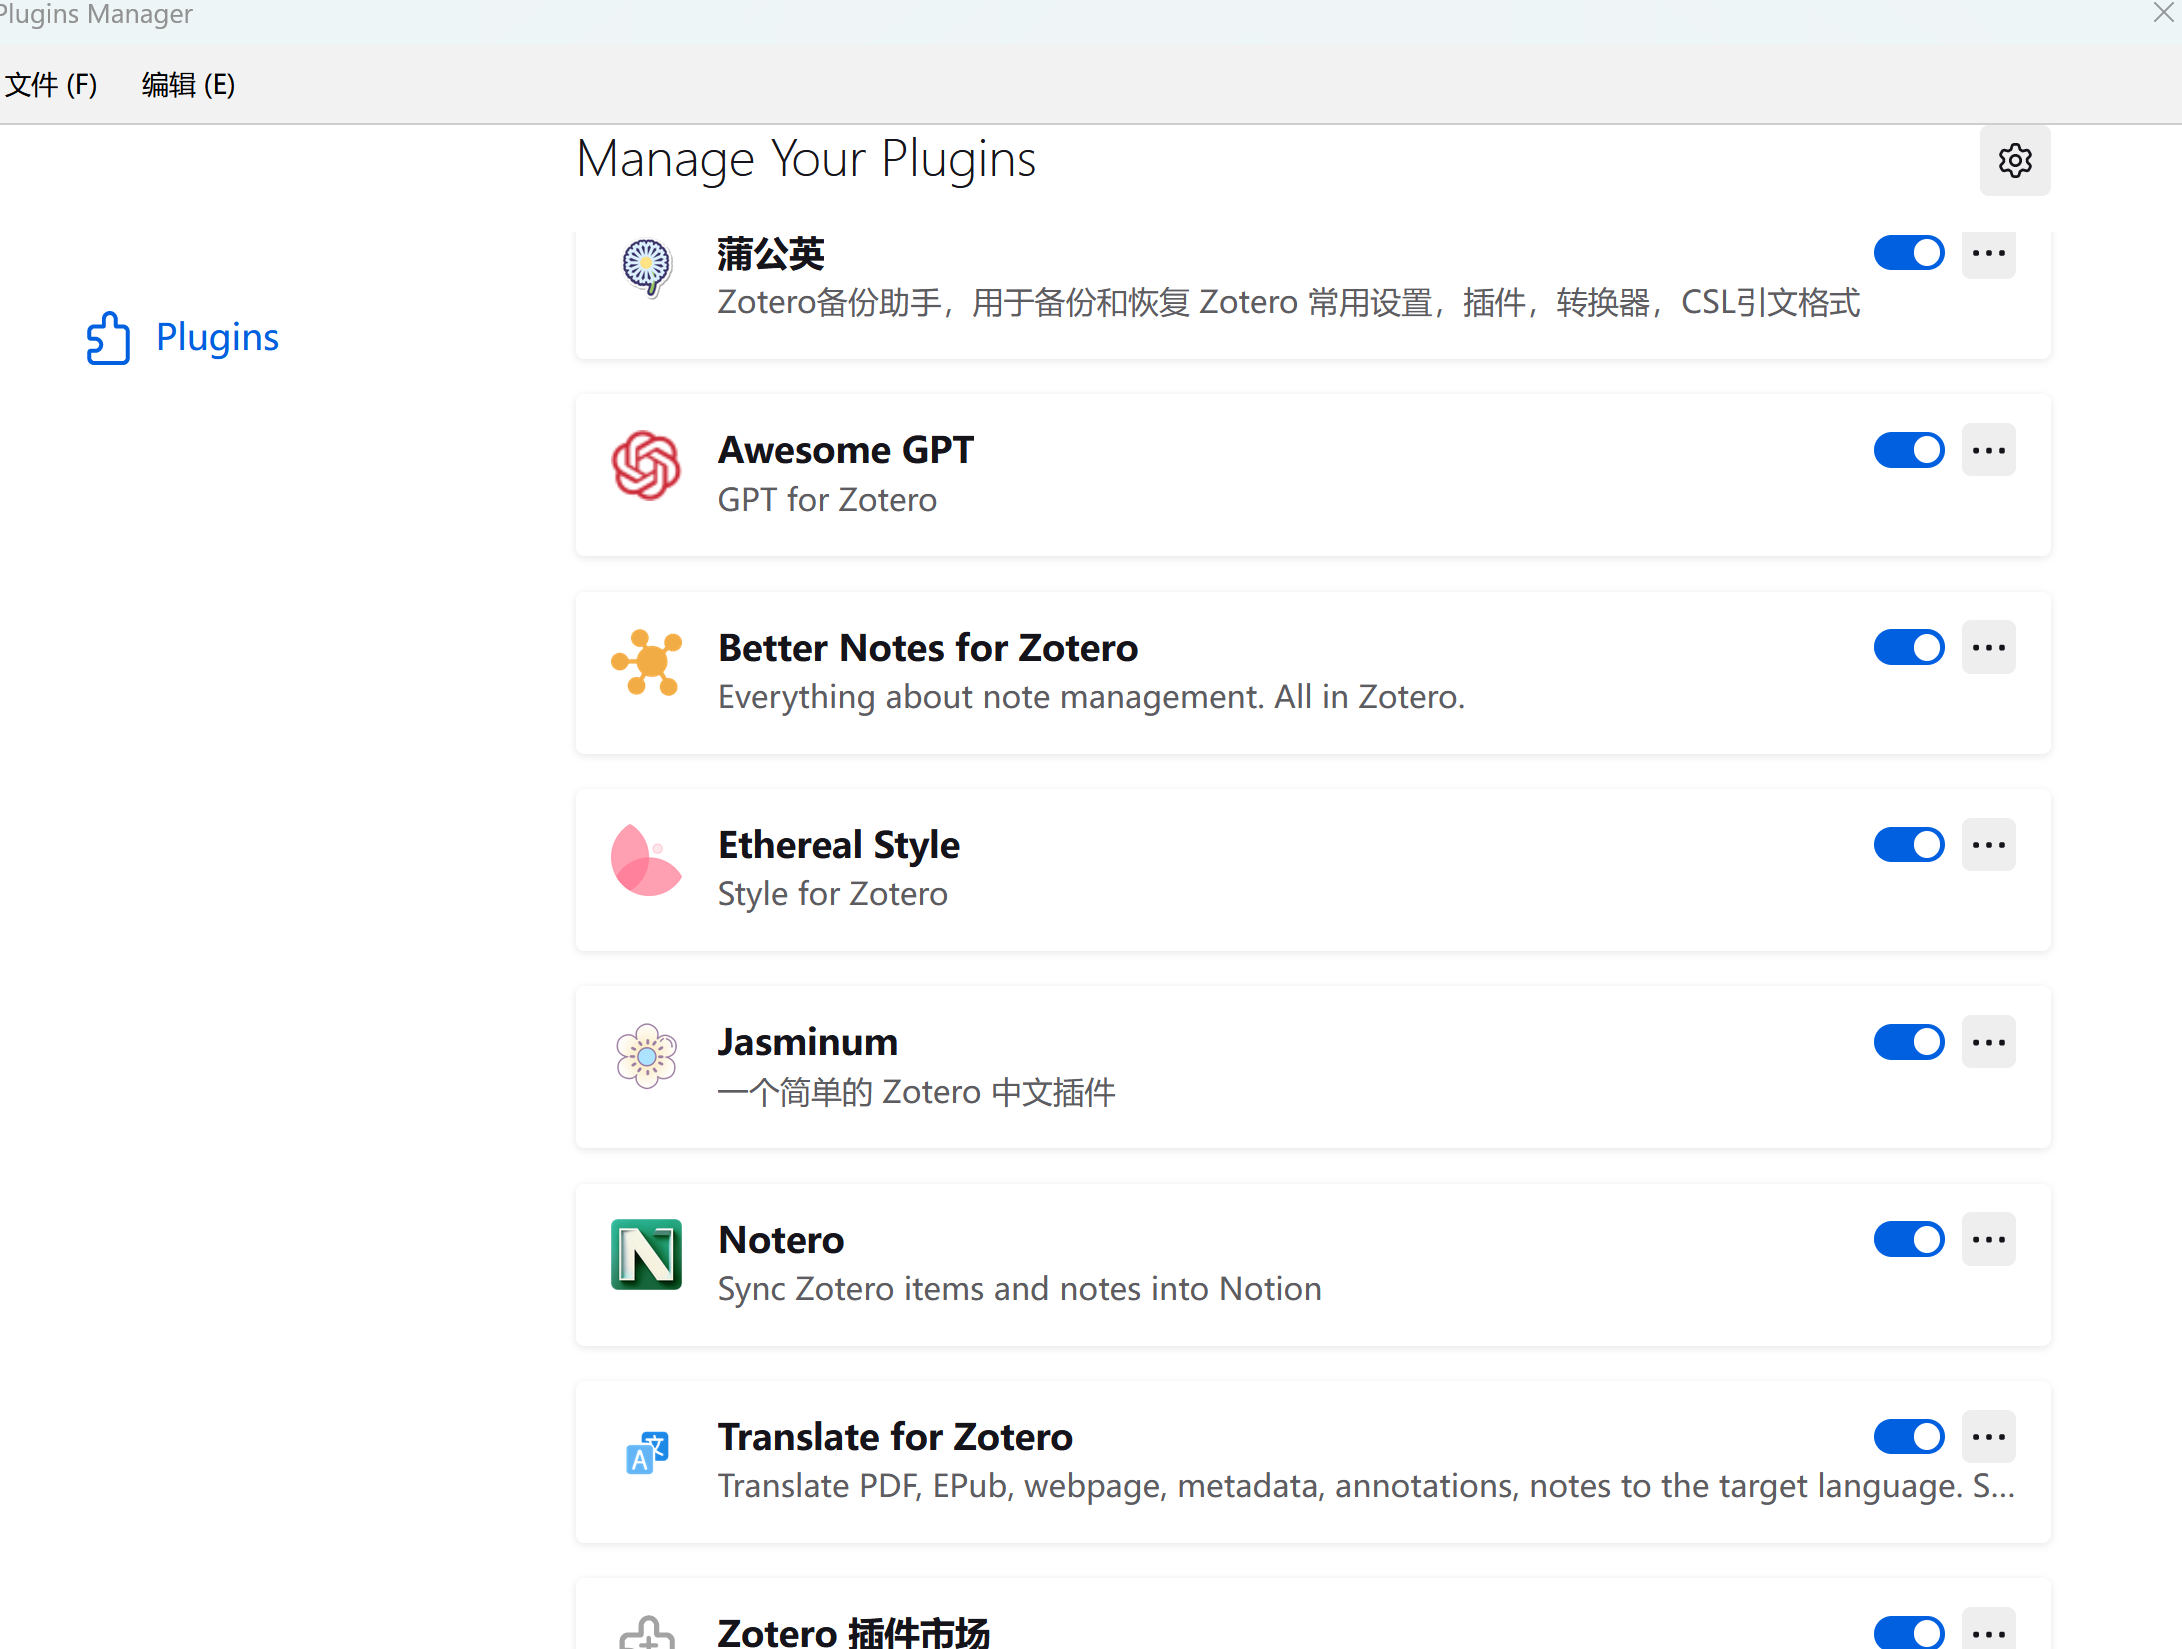 Plugins Manager
文件 (F) 编辑 (E)
Manage Your Plugins
Plugins
蒲公英
Zotero备份助手，用于备份和恢复 Zotero 常用设置，插件，转换器，CSL引文格式
Awesome GPT
GPT for Zotero
Better Notes for Zotero
Everything about note management. All in Zotero.
Ethereal Style
Style for Zotero
Jasminum
一个简单的 Zotero 中文插件
Notero
Sync Zotero items and notes into Notion
Translate for Zotero
Translate PDF, EPub, webpage, metadata, annotations, notes to the target language. S...
Zotero 插件市场